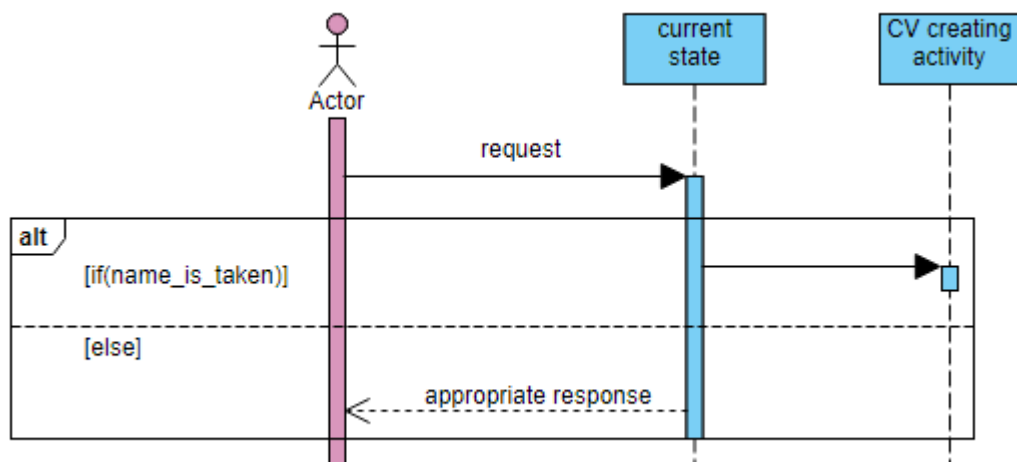 current
state
CV creating
activity
Actor
request
alt
[if(name_is_taken)]
[else]
appropriate response